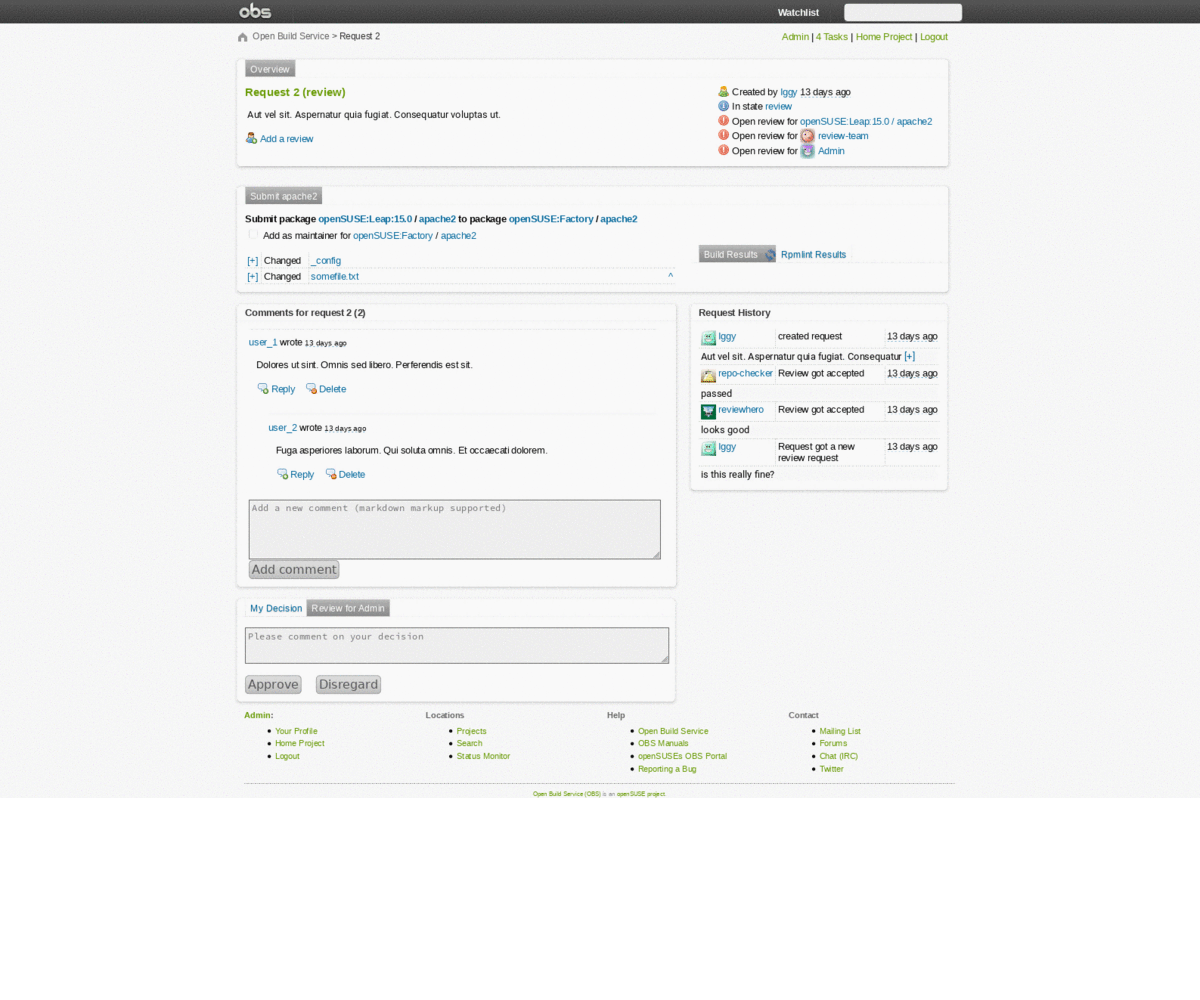 obs Watchlist
Open Build Service > Request 2 Admin | 4 Tasks | Home Project | Logout
Overview
Request 2 (review)
Aut vel sit. Aspernatur quia fugiat. Consequatur voluptas ut.
Add a review
Created by Iggy 13 days ago
In state review
Open review for openSUSE:Leap:15.0 / apache2
Open review for review-team
Open review for Admin
Submit apache2
Submit package openSUSE:Leap:15.0 / apache2 to package openSUSE:Factory / apache2
Add as maintainer for openSUSE:Factory / apache2
[+] Changed _config
[+] Changed somefile.txt ^
Build Results Rpmlint Results
Comments for request 2 (2)
user_1 wrote 13 days ago
Dolores ut sint. Omnis sed libero. Perferendis est sit.
Reply Delete
user_2 wrote 13 days ago
Fuga asperiores laborum. Qui soluta omnis. Et occaecati dolorem.
Reply Delete
Add a new comment (markdown markup supported)
Add comment
Request History
Iggy created request 13 days ago
Aut vel sit. Aspernatur quia fugiat. Consequatur [+]
repo-checker Review got accepted 13 days ago
passed
reviewhero Review got accepted 13 days ago
looks good
Iggy Request got a new 13 days ago
review request
is this really fine?
My Decision Review for Admin
Please comment on your decision
Approve Disregard
Admin:
Your Profile
Home Project
Logout
Locations
Projects
Search
Status Monitor
Help
Open Build Service
OBS Manuals
openSUSEs OBS Portal
Reporting a Bug
Contact
Mailing List
Forums
Chat (IRC)
Twitter
Open Build Service (OBS) is an openSUSE project.